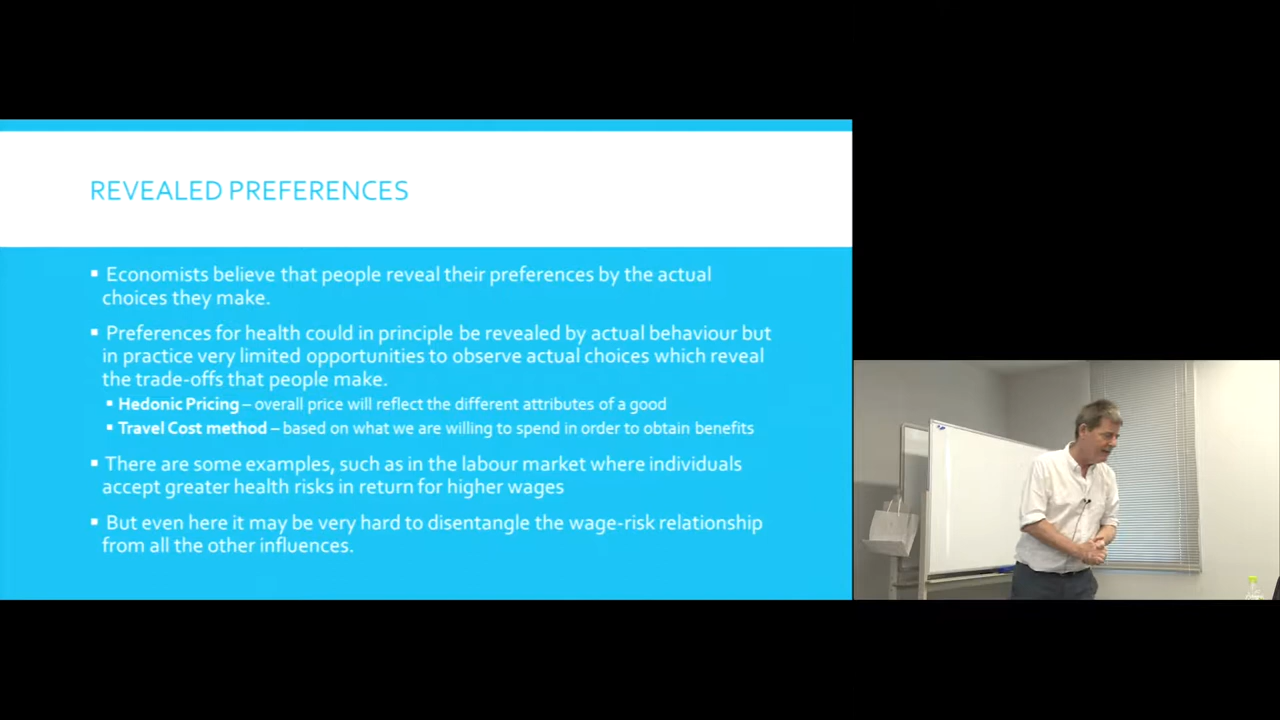 REVEALED PREFERENCES
▪ Economists believe that people reveal their preferences by the actual
choices they make.
▪ Preferences for health could in principle be revealed by actual behaviour but
in practice very limited opportunities to observe actual choices which reveal
the trade-offs that people make.
▪ Hedonic Pricing – overall price will reflect the different attributes of a good
▪ Travel Cost method – based on what we are willing to spend in order to obtain benefits
▪ There are some examples, such as in the labour market where individuals
accept greater health risks in return for higher wages
▪ But even here it may be very hard to disentangle the wage-risk relationship
from all the other influences.